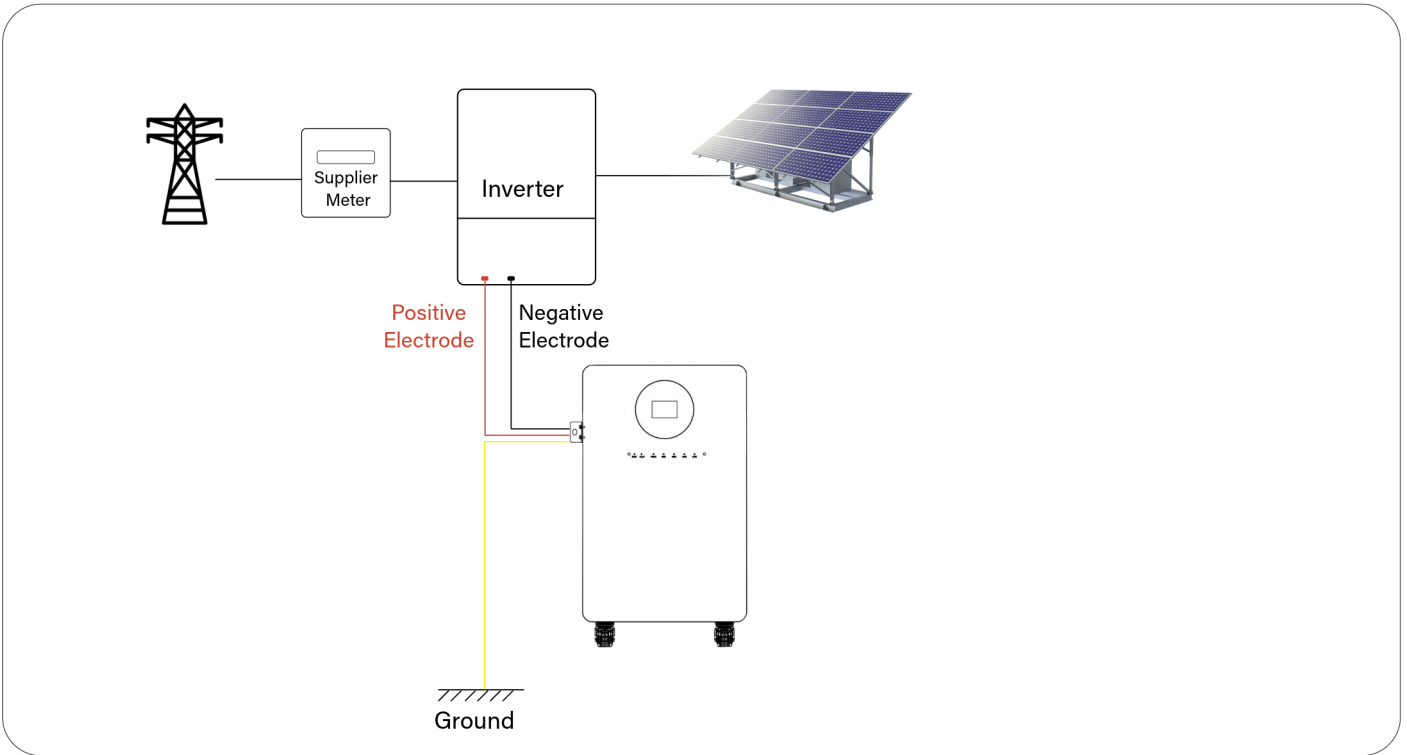 Supplier
Meter
Inverter
Positive
Electrode
Negative
Electrode
Ground